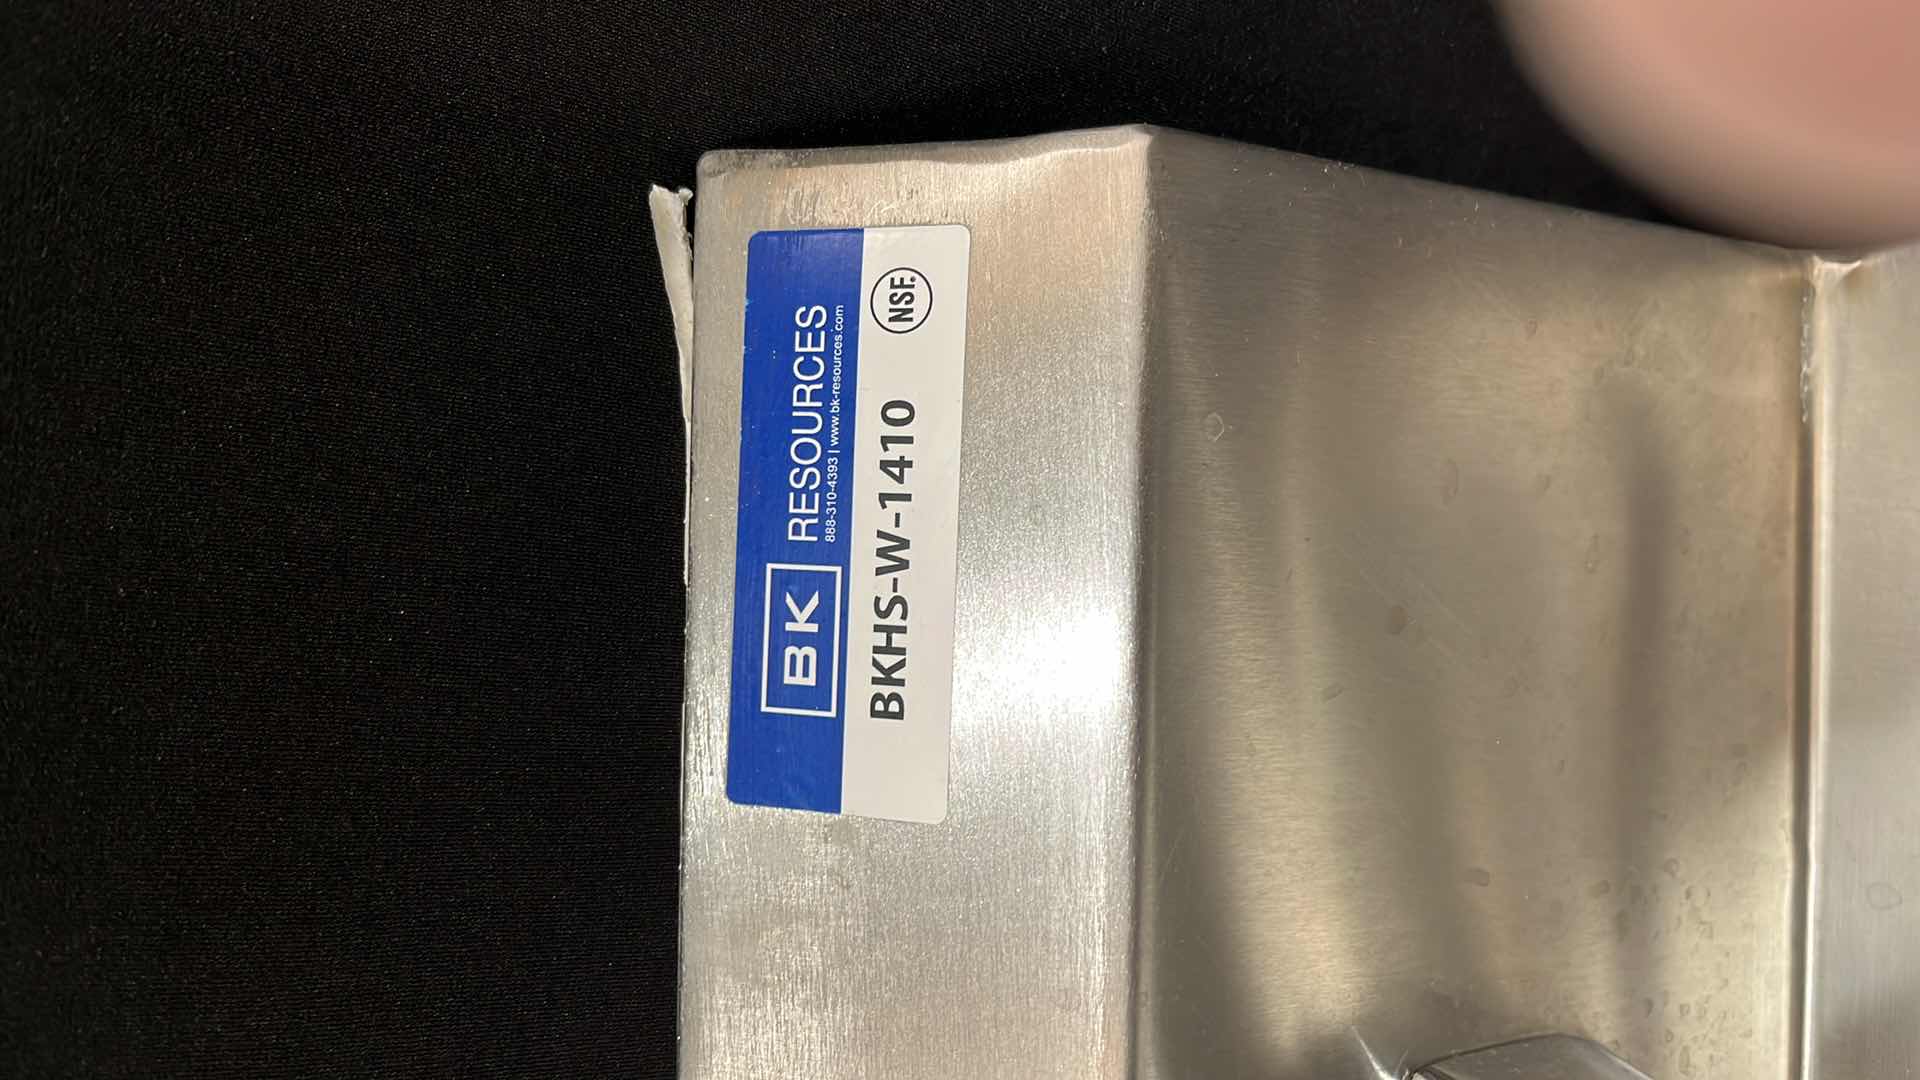 BK RESOURCES
888-310-4393 | www.bk-resources.com
BKHS-W-1410 NSF.